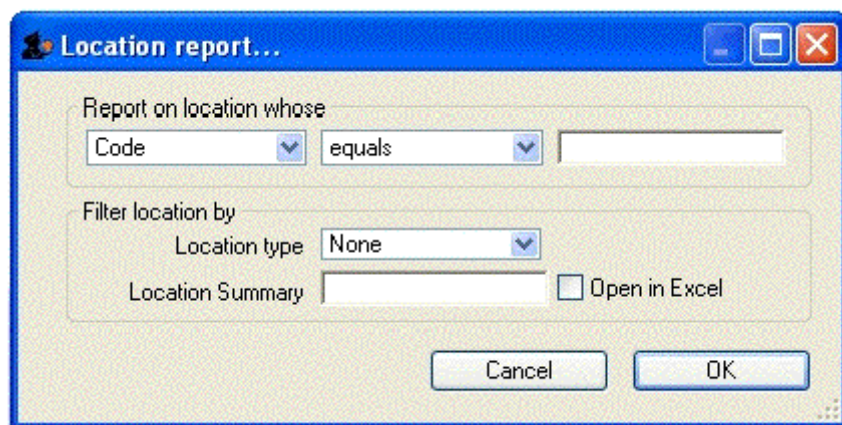 Location report...
Report on location whose
Code equals
Filter location by
Location type None
Location Summary Open in Excel
Cancel OK